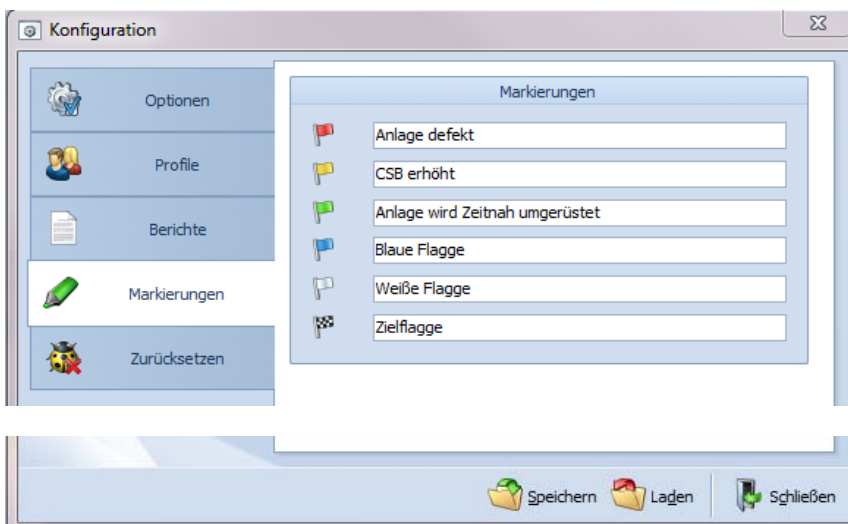 Konfiguration
Optionen
Profile
Berichte
Markierungen
Zurücksetzen
Markierungen
Anlage defekt
CSB erhöht
Anlage wird Zeitnah umgerüstet
Blaue Flagge
Weiße Flagge
Zielflagge
Speichern Laden Schließen